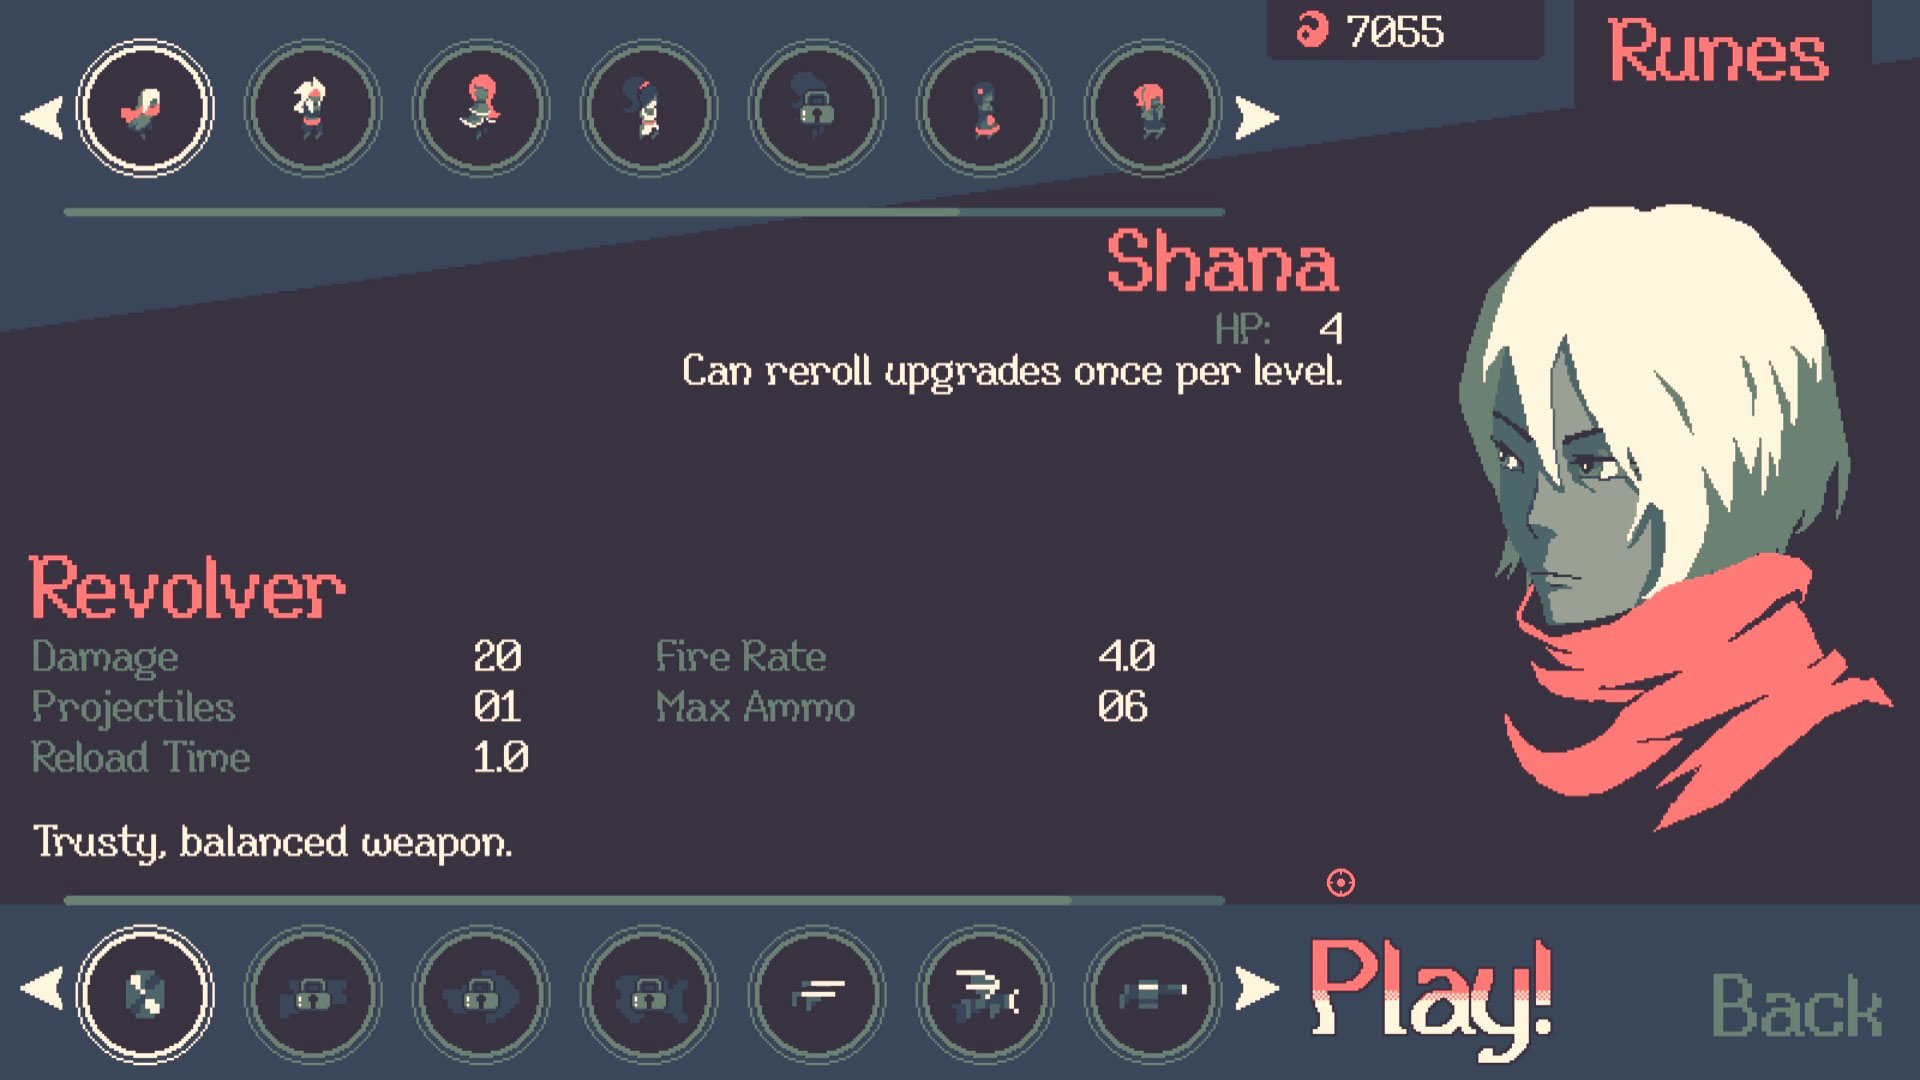 7055
Runes
Shana
HP: 4
Can reroll upgrades once per level.
Revolver
Damage 20 Fire Rate 4.0
Projectiles 01 Max Ammo 06
Reload Time 1.0
Trusty, balanced weapon.
Play!
Back